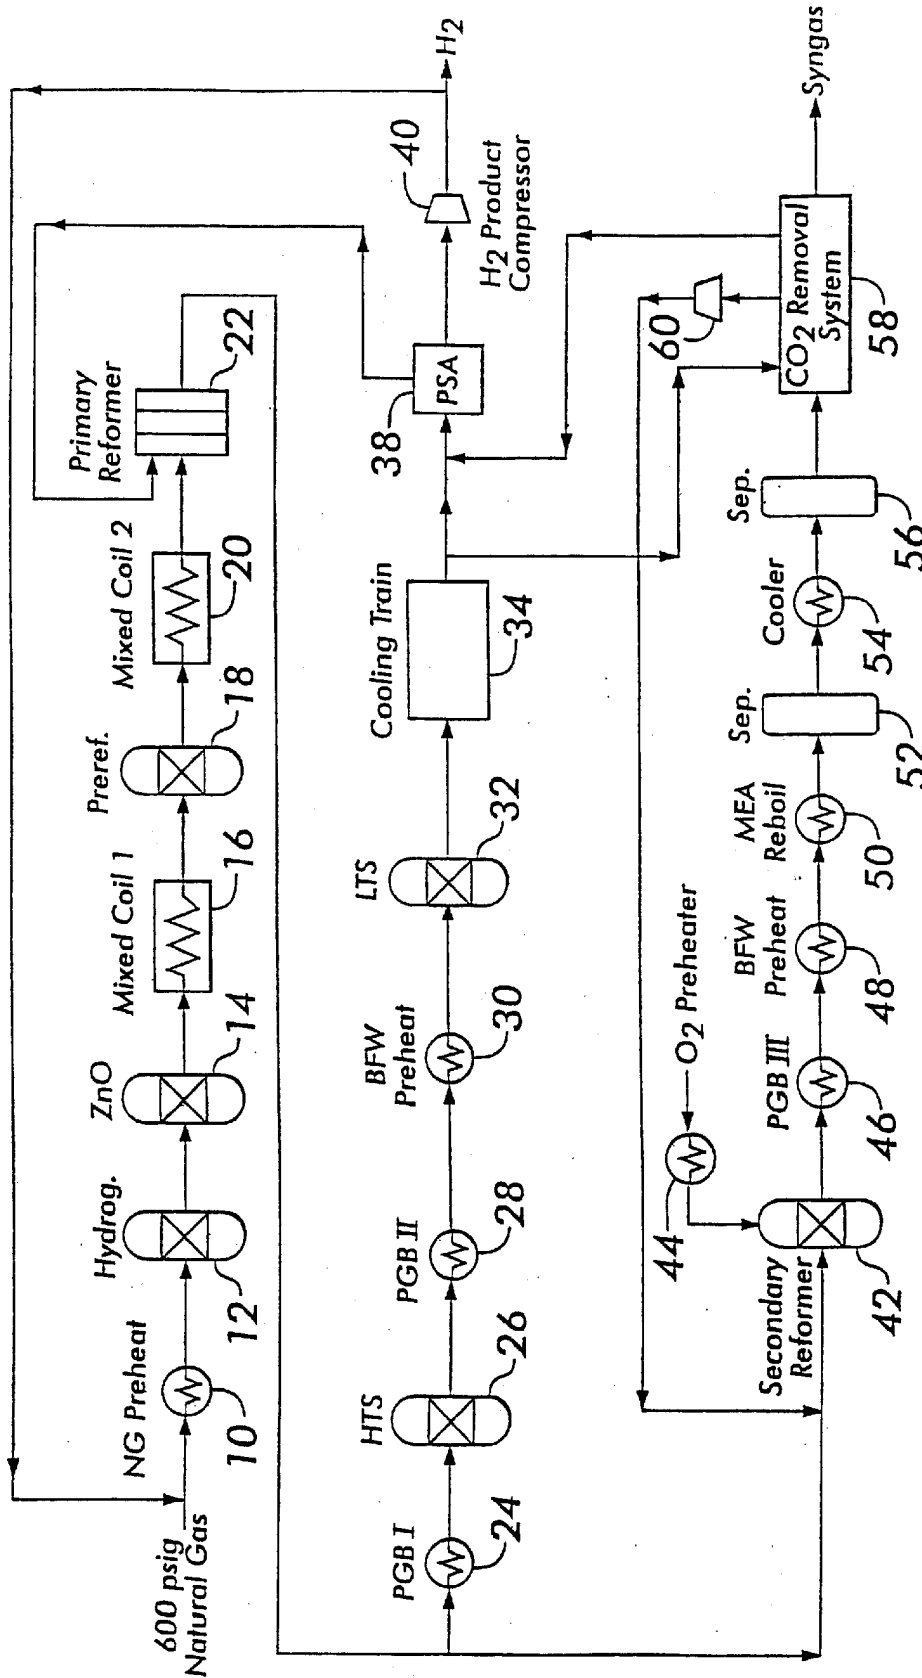 600 psig
Natural Gas
NG Preheat
10
Hydrog.
12
ZnO
14
Mixed Coil 1
16
Preref.
18
Mixed Coil 2
20
Primary
Reformer
22
PGB I
24
HTS
26
PGB II
28
BFW
Preheat
30
LTS
32
Cooling Train
34
PSA
38
40
H2 Product
Compressor
H2
Secondary
Reformer
42
44
O2 Preheater
PGB III
46
BFW
Preheat
48
MEA
Reboil
50
Sep.
52
Cooler
54
Sep.
56
60
CO2 Removal
System
58
Syngas